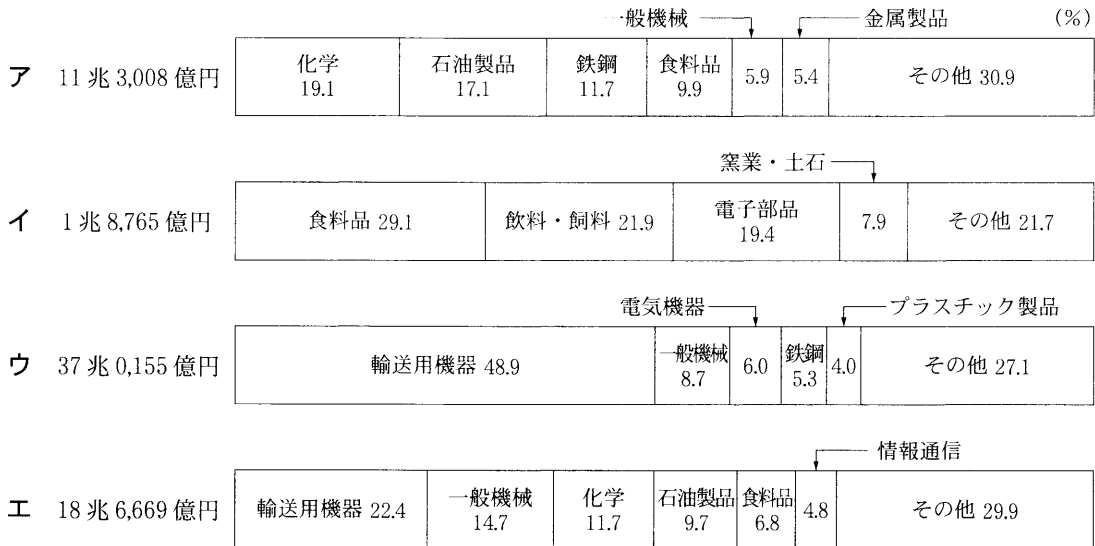 一般機械 金属製品 (%)
ア 11兆3,008億円 化学 19.1 石油製品 17.1 鉄鋼 11.7 食料品 9.9 5.9 5.4 その他 30.9
窯業・土石
イ 1兆8,765億円 食料品 29.1 飲料・飼料 21.9 電子部品 19.4 7.9 その他 21.7
電気機器 プラスチック製品
ウ 37兆0,155億円 輸送用機器 48.9 一般機械 8.7 6.0 鉄鋼 5.3 4.0 その他 27.1
情報通信
エ 18兆6,669億円 輸送用機器 22.4 一般機械 14.7 化学 11.7 石油製品 9.7 食料品 6.8 4.8 その他 29.9